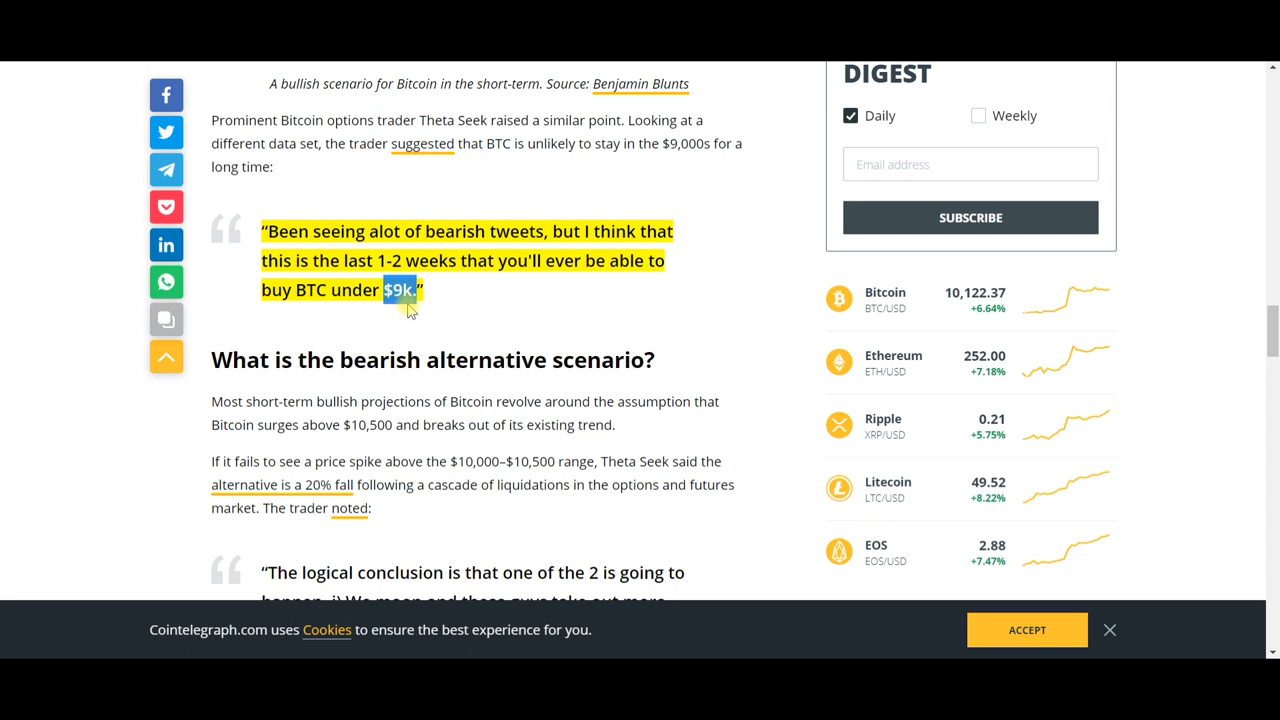 A bullish scenario for Bitcoin in the short-term. Source: Benjamin Blunts
Prominent Bitcoin options trader Theta Seek raised a similar point. Looking at a
different data set, the trader suggested that BTC is unlikely to stay in the $9,000s for a
long time:
“Been seeing alot of bearish tweets, but I think that
this is the last 1-2 weeks that you'll ever be able to
buy BTC under $9k.”
What is the bearish alternative scenario?
Most short-term bullish projections of Bitcoin revolve around the assumption that
Bitcoin surges above $10,500 and breaks out of its existing trend.
If it fails to see a price spike above the $10,000–$10,500 range, Theta Seek said the
alternative is a 20% fall following a cascade of liquidations in the options and futures
market. The trader noted:
“The logical conclusion is that one of the 2 is going to
DIGEST
Daily
Weekly
Email address
SUBSCRIBE
Bitcoin 10,122.37
BTC/USD +6.64%
Ethereum 252.00
ETH/USD +7.18%
Ripple 0.21
XRP/USD +5.75%
Litecoin 49.52
LTC/USD +8.22%
EOS 2.88
EOS/USD +7.47%
Cointelegraph.com uses Cookies to ensure the best experience for you.
ACCEPT